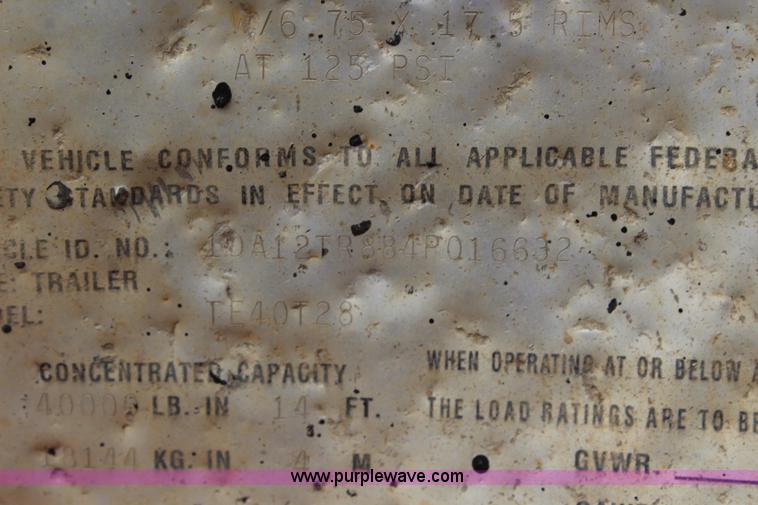 /6.75 X 17.5 RIMS
AT 125 PSI
VEHICLE CONFORMS TO ALL APPLICABLE FEDERA
ETY STANDARDS IN EFFECT ON DATE OF MANUFACTU
CLE ID. NO.: 1DA12TR884P016632
E: TRAILER
DEL: TE40T28
CONCENTRATED CAPACITY
40000 LB. IN 14 FT.
18144 KG. IN 4 M
WHEN OPERATING AT OR BELOW A
THE LOAD RATINGS ARE TO BE
GVWR
www.purplewave.com